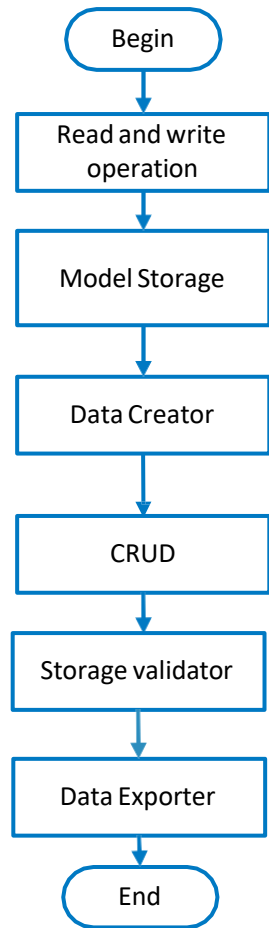 Begin
Read and write
operation
Model Storage
Data Creator
CRUD
Storage validator
Data Exporter
End